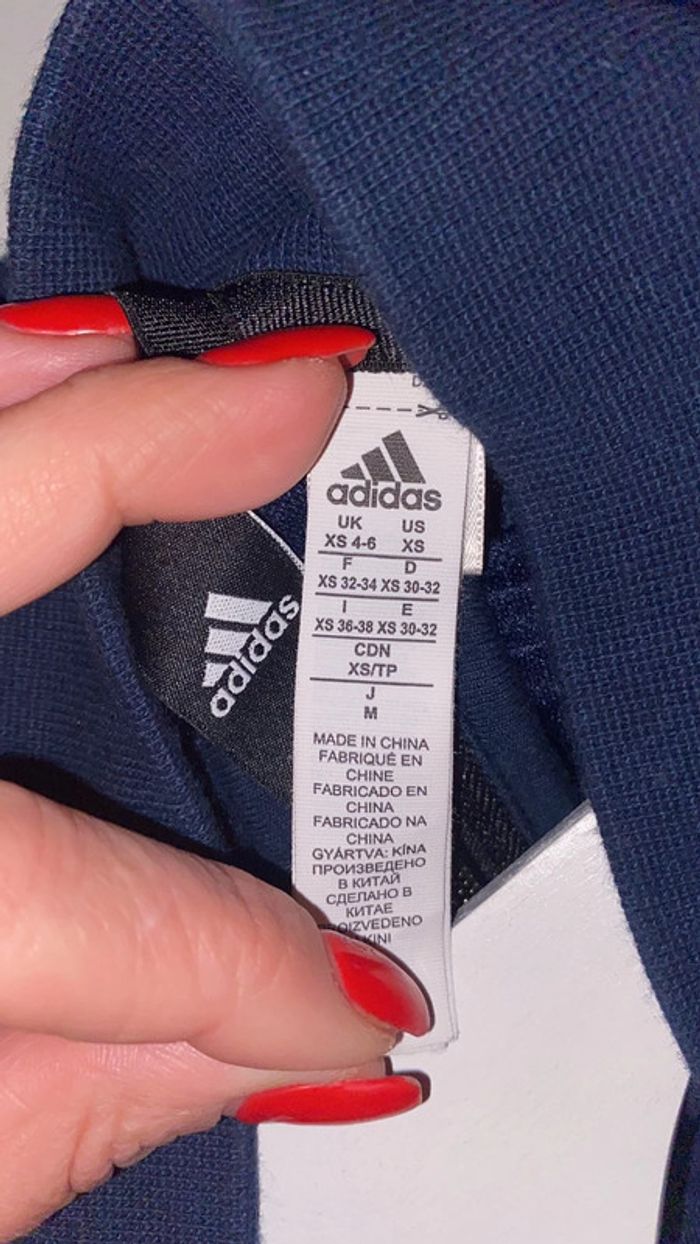 adidas
UK US
XS 4-6 XS
F D
XS 32-34 XS 30-32
I E
XS 36-38 XS 30-32
CDN
XS/TP
J
M
MADE IN CHINA
FABRIQUÉ EN
CHINE
FABRICADO EN
CHINA
FABRICADO NA
CHINA
GYÁRTVA: KÍNA
ПРОИЗВЕДЕНО
В КИТАЙ
СДЕЛАНО В
КИТАЕ
adidas